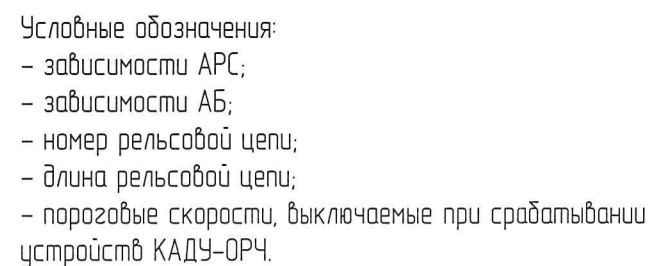 Условные обозначения:
– зависимости АРС;
– зависимости АБ;
– номер рельсовой цепи;
– длина рельсовой цепи;
– пороговые скорости, выключаемые при срабатывании
устройств КАДУ–ОРЧ.